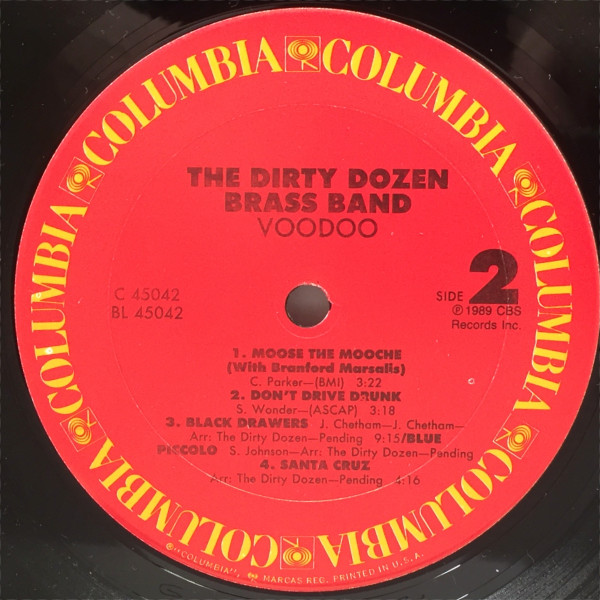 COLUMBIA COLUMBIA COLUMBIA COLUMBIA COLUMBIA COLUMBIA COLUMBIA COLUMBIA
THE DIRTY DOZEN
BRASS BAND
VOODOO
C 45042
BL 45042
SIDE 2
℗ 1989 CBS
Records Inc.
1. MOOSE THE MOOCHE
(With Branford Marsalis)
C. Parker—(BMI) 3:22
2. DON'T DRIVE DRUNK
S. Wonder—(ASCAP) 3:18
3. BLACK DRAWERS J. Chetham—J. Chetham—
Arr: The Dirty Dozen—Pending 9:15/BLUE
PICCOLO S. Johnson—Arr: The Dirty Dozen—Pending
4. SANTA CRUZ
Arr: The Dirty Dozen—Pending 4:16
"COLUMBIA", MARCAS REG. PRINTED IN U.S.A.